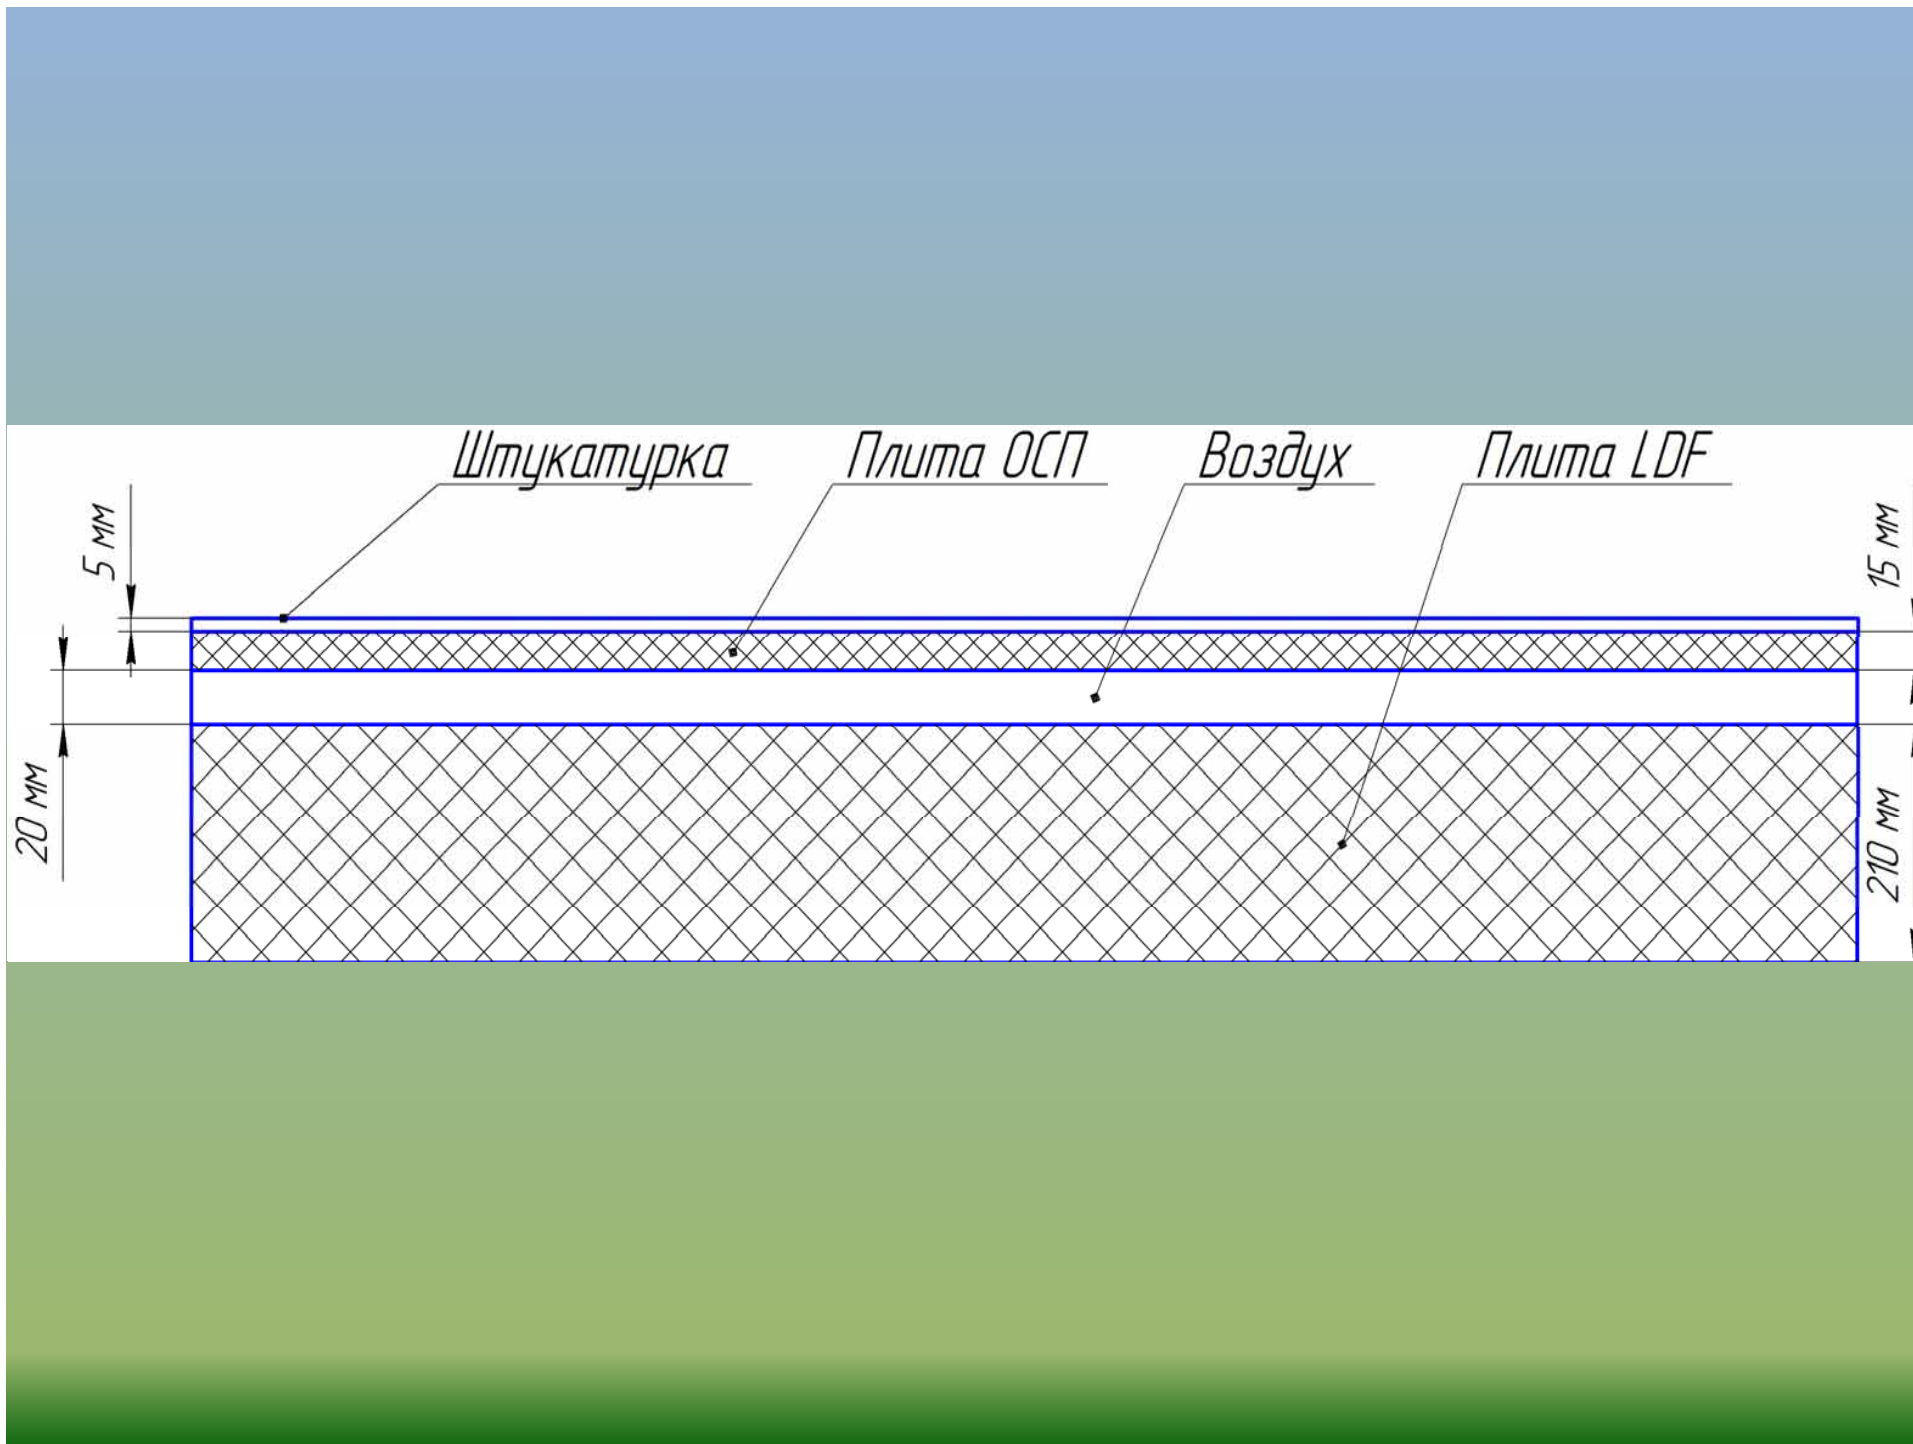 Штукатурка
Плита ОСП
Воздух
Плита LDF
5 мм
15 мм
20 мм
210 мм